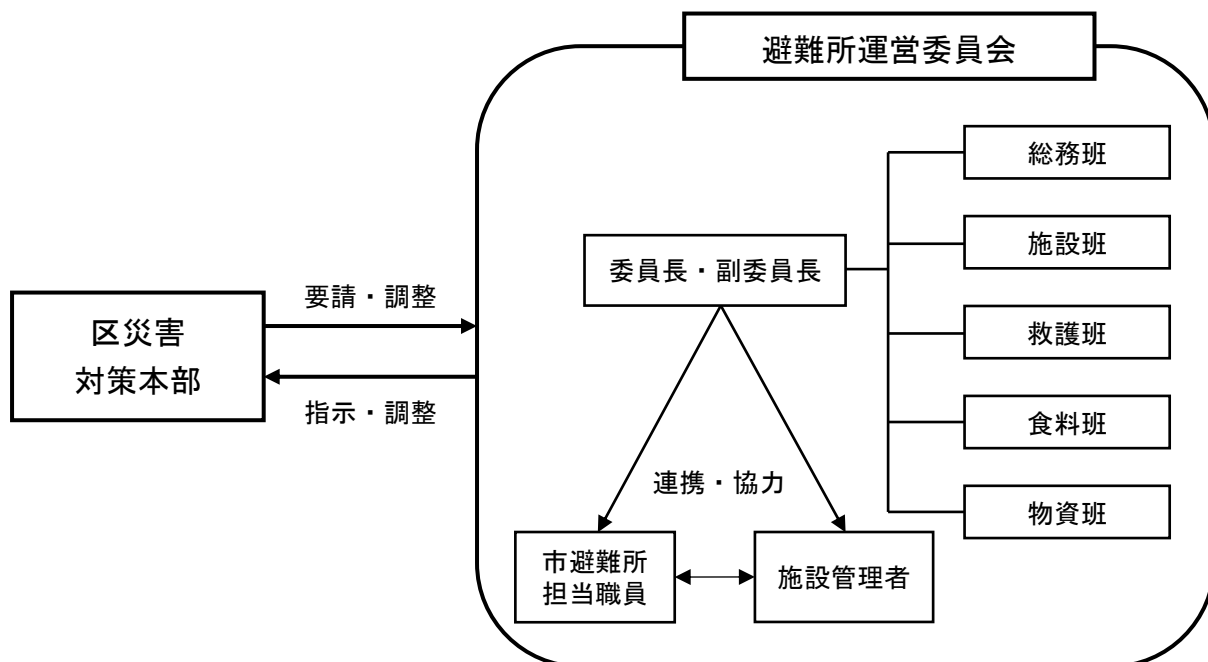 避難所運営委員会
総務班
施設班
委員長・副委員長
要請・調整
区災害
対策本部
救護班
指示・調整
食料班
連携・協力
物資班
市避難所
担当職員
施設管理者